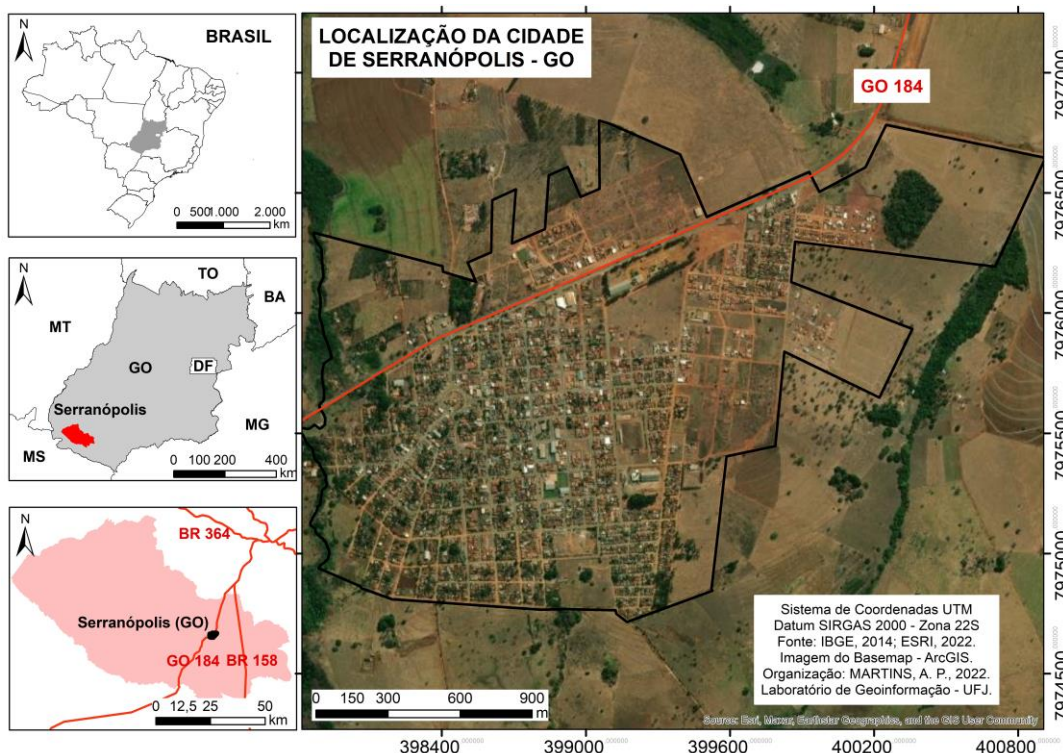 N
BRASIL
0 500 1.000 2.000
km
N
TO
BA
MT
GO
DF
Serranópolis
MG
MS
0 100 200 400
km
N
BR 364
Serranópolis (GO)
GO 184 BR 158
0 12,5 25 50
km
LOCALIZAÇÃO DA CIDADE
DE SERRANÓPOLIS - GO
GO 184
Sistema de Coordenadas UTM
Datum SIRGAS 2000 - Zona 22S
Fonte: IBGE, 2014; ESRI, 2022.
Imagem do Basemap - ArcGIS.
Organização: MARTINS, A. P., 2022.
Laboratório de Geoinformação - UFJ.
0 150 300 600 900
m
Source: Esri, Maxar, Earthstar Geographics, and the GIS User Community
7977000
7976500
7976000
7975500
7975000
7974500
398400 399000 399600 400200 400800